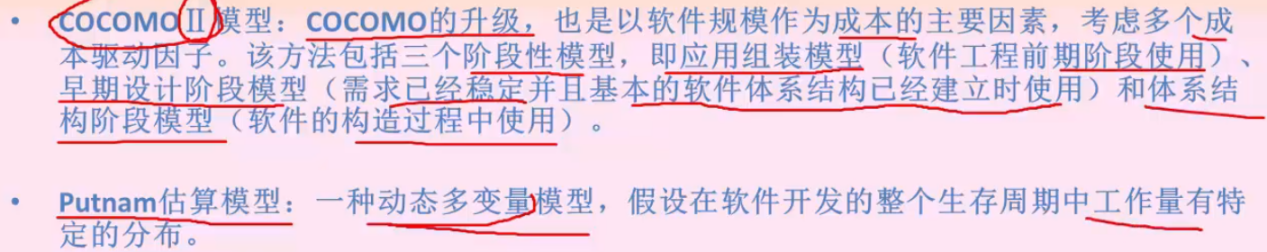 • COCOMOⅡ模型：COCOMO的升级，也是以软件规模作为成本的主要因素，考虑多个成
本驱动因子。该方法包括三个阶段性模型，即应用组装模型（软件工程前期阶段使用）、
早期设计阶段模型（需求已经稳定并且基本的软件体系结构已经建立时使用）和体系结
构阶段模型（软件的构造过程中使用）。
• Putnam估算模型：一种动态多变量模型，假设在软件开发的整个生存周期中工作量有特
定的分布。